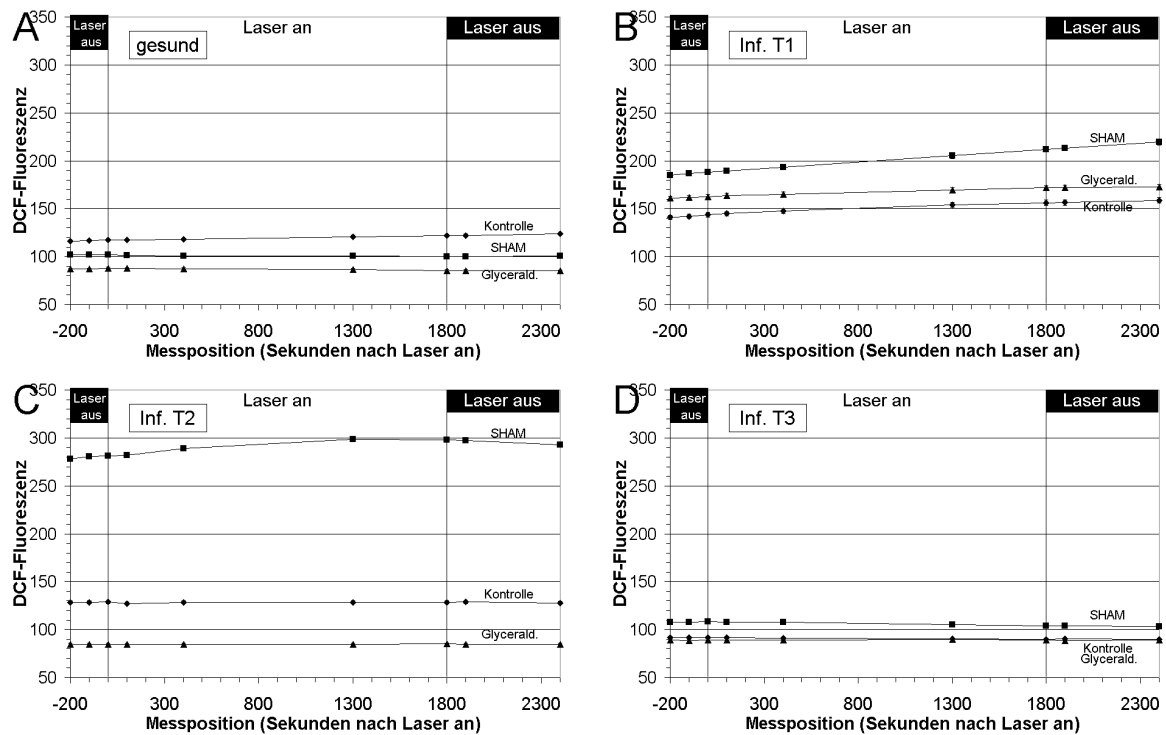 A
Laser
aus
Laser an
Laser aus
gesund
DCF-Fluoreszenz
350
300
250
200
150
100
50
Kontrolle
SHAM
Glycerald.
-200 300 800 1300 1800 2300
Messposition (Sekunden nach Laser an)
B
Laser
aus
Laser an
Laser aus
Inf. T1
DCF-Fluoreszenz
350
300
250
200
150
100
50
SHAM
Glycerald.
Kontrolle
-200 300 800 1300 1800 2300
Messposition (Sekunden nach Laser an)
C
Laser
aus
Laser an
Laser aus
Inf. T2
DCF-Fluoreszenz
350
300
250
200
150
100
50
SHAM
Kontrolle
Glycerald.
-200 300 800 1300 1800 2300
Messposition (Sekunden nach Laser an)
D
Laser
aus
Laser an
Laser aus
Inf. T3
DCF-Fluoreszenz
350
300
250
200
150
100
50
SHAM
Kontrolle
Glycerald.
-200 300 800 1300 1800 2300
Messposition (Sekunden nach Laser an)